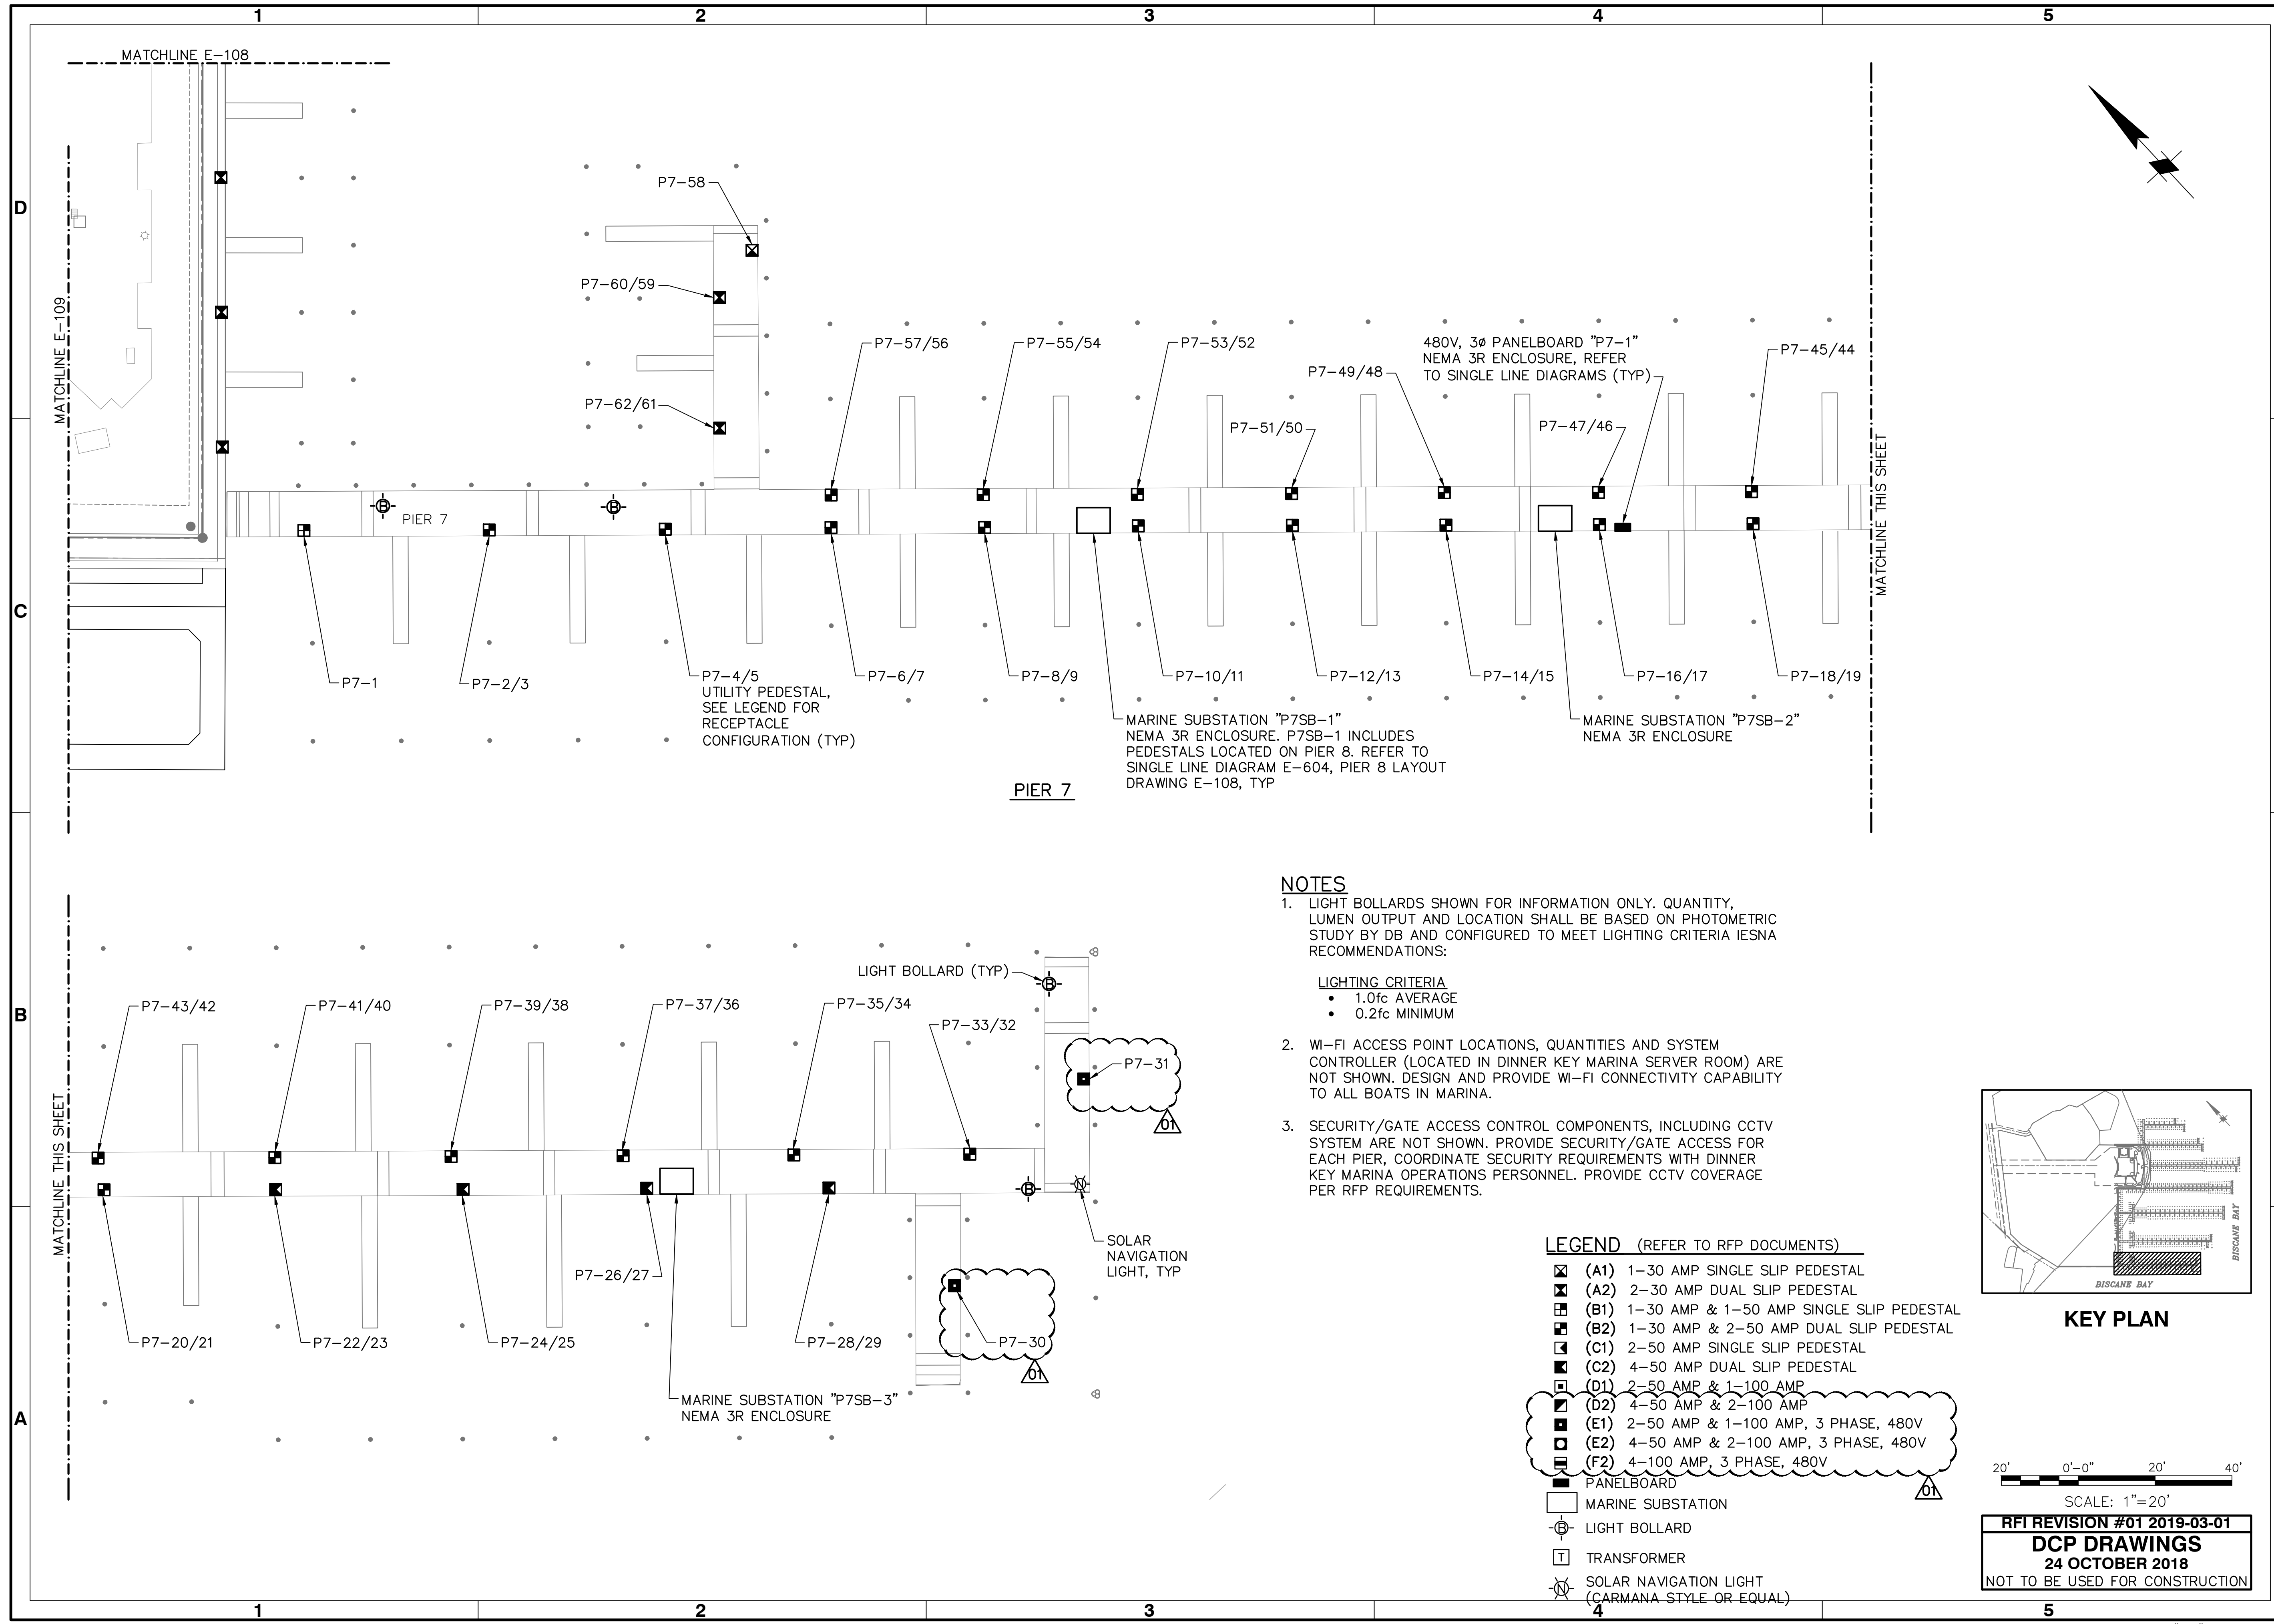 1
2
3
4
5
MATCHLINE E-108
D
P7-58
P7-60/59
MATCHLINE E-109
P7-57/56
P7-55/54
P7-53/52
480V, 3Ø PANELBOARD "P7-1"
NEMA 3R ENCLOSURE, REFER
TO SINGLE LINE DIAGRAMS (TYP)
P7-45/44
P7-49/48
P7-62/61
P7-51/50
P7-47/46
MATCHLINE THIS SHEET
B
B
PIER 7
C
P7-1
P7-2/3
P7-4/5
UTILITY PEDESTAL,
SEE LEGEND FOR
RECEPTACLE
CONFIGURATION (TYP)
P7-6/7
P7-8/9
P7-10/11
P7-12/13
P7-14/15
P7-16/17
P7-18/19
MARINE SUBSTATION "P7SB-1"
NEMA 3R ENCLOSURE. P7SB-1 INCLUDES
PEDESTALS LOCATED ON PIER 8. REFER TO
SINGLE LINE DIAGRAM E-604, PIER 8 LAYOUT
DRAWING E-108, TYP
MARINE SUBSTATION "P7SB-2"
NEMA 3R ENCLOSURE
PIER 7
NOTES
1. LIGHT BOLLARDS SHOWN FOR INFORMATION ONLY. QUANTITY,
LUMEN OUTPUT AND LOCATION SHALL BE BASED ON PHOTOMETRIC
STUDY BY DB AND CONFIGURED TO MEET LIGHTING CRITERIA IESNA
RECOMMENDATIONS:
LIGHTING CRITERIA
• 1.0fc AVERAGE
• 0.2fc MINIMUM
2. WI-FI ACCESS POINT LOCATIONS, QUANTITIES AND SYSTEM
CONTROLLER (LOCATED IN DINNER KEY MARINA SERVER ROOM) ARE
NOT SHOWN. DESIGN AND PROVIDE WI-FI CONNECTIVITY CAPABILITY
TO ALL BOATS IN MARINA.
3. SECURITY/GATE ACCESS CONTROL COMPONENTS, INCLUDING CCTV
SYSTEM ARE NOT SHOWN. PROVIDE SECURITY/GATE ACCESS FOR
EACH PIER, COORDINATE SECURITY REQUIREMENTS WITH DINNER
KEY MARINA OPERATIONS PERSONNEL. PROVIDE CCTV COVERAGE
PER RFP REQUIREMENTS.
LIGHT BOLLARD (TYP)
B
B
P7-43/42
P7-41/40
P7-39/38
P7-37/36
P7-35/34
P7-33/32
P7-31
01
MATCHLINE THIS SHEET
B
N
SOLAR
NAVIGATION
LIGHT, TYP
P7-26/27
P7-20/21
P7-22/23
P7-24/25
P7-28/29
P7-30
01
MARINE SUBSTATION "P7SB-3"
NEMA 3R ENCLOSURE
A
LEGEND (REFER TO RFP DOCUMENTS)
(A1) 1-30 AMP SINGLE SLIP PEDESTAL
(A2) 2-30 AMP DUAL SLIP PEDESTAL
(B1) 1-30 AMP & 1-50 AMP SINGLE SLIP PEDESTAL
(B2) 1-30 AMP & 2-50 AMP DUAL SLIP PEDESTAL
(C1) 2-50 AMP SINGLE SLIP PEDESTAL
(C2) 4-50 AMP DUAL SLIP PEDESTAL
(D1) 2-50 AMP & 1-100 AMP
(D2) 4-50 AMP & 2-100 AMP
(E1) 2-50 AMP & 1-100 AMP, 3 PHASE, 480V
(E2) 4-50 AMP & 2-100 AMP, 3 PHASE, 480V
(F2) 4-100 AMP, 3 PHASE, 480V
01
PANELBOARD
MARINE SUBSTATION
B LIGHT BOLLARD
T TRANSFORMER
N SOLAR NAVIGATION LIGHT
(CARMANA STYLE OR EQUAL)
BISCANE BAY
BISCANE BAY
KEY PLAN
20' 0'-0" 20' 40'
SCALE: 1"=20'
RFI REVISION #01 2019-03-01
DCP DRAWINGS
24 OCTOBER 2018
NOT TO BE USED FOR CONSTRUCTION
1
2
3
4
5